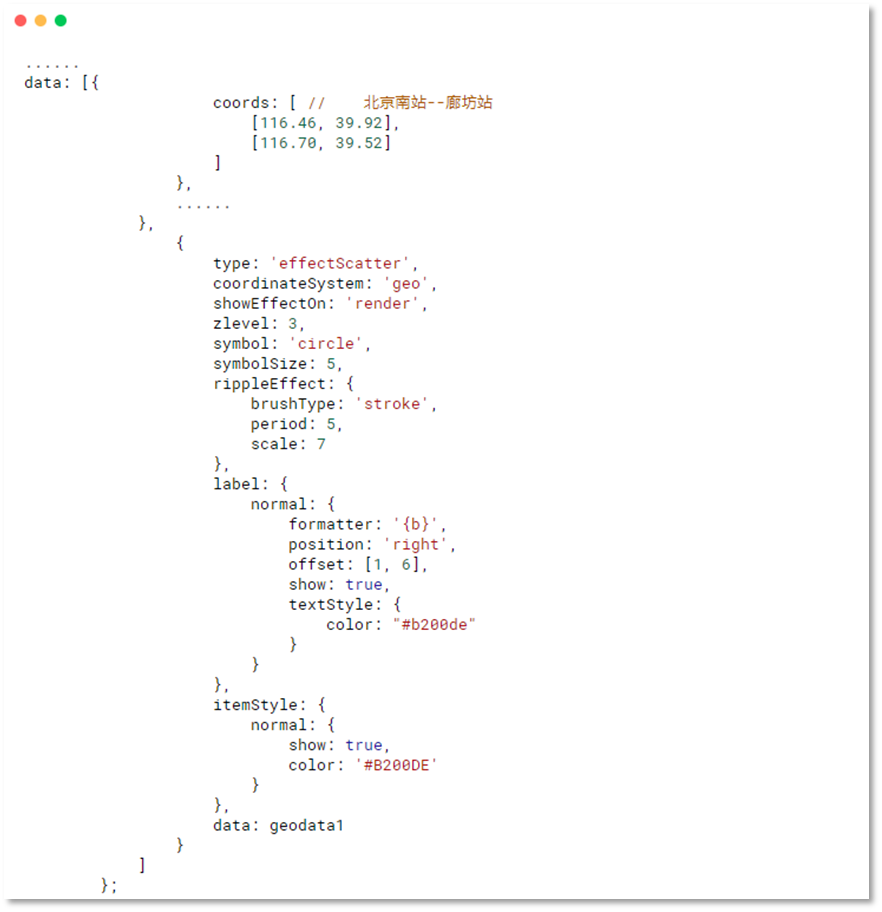 ......
data: [{
                    coords: [ //    北京南站--廊坊站
                        [116.46, 39.92],
                        [116.70, 39.52]
                    ]
                },
                ......
            },
                {
                    type: 'effectScatter',
                    coordinateSystem: 'geo',
                    showEffectOn: 'render',
                    zlevel: 3,
                    symbol: 'circle',
                    symbolSize: 5,
                    rippleEffect: {
                        brushType: 'stroke',
                        period: 5,
                        scale: 7
                    },
                    label: {
                        normal: {
                            formatter: '{b}',
                            position: 'right',
                            offset: [1, 6],
                            show: true,
                            textStyle: {
                                color: "#b200de"
                            }
                        }
                    },
                    itemStyle: {
                        normal: {
                            show: true,
                            color: '#B200DE'
                        }
                    },
                    data: geodata1
                }
            ]
        };